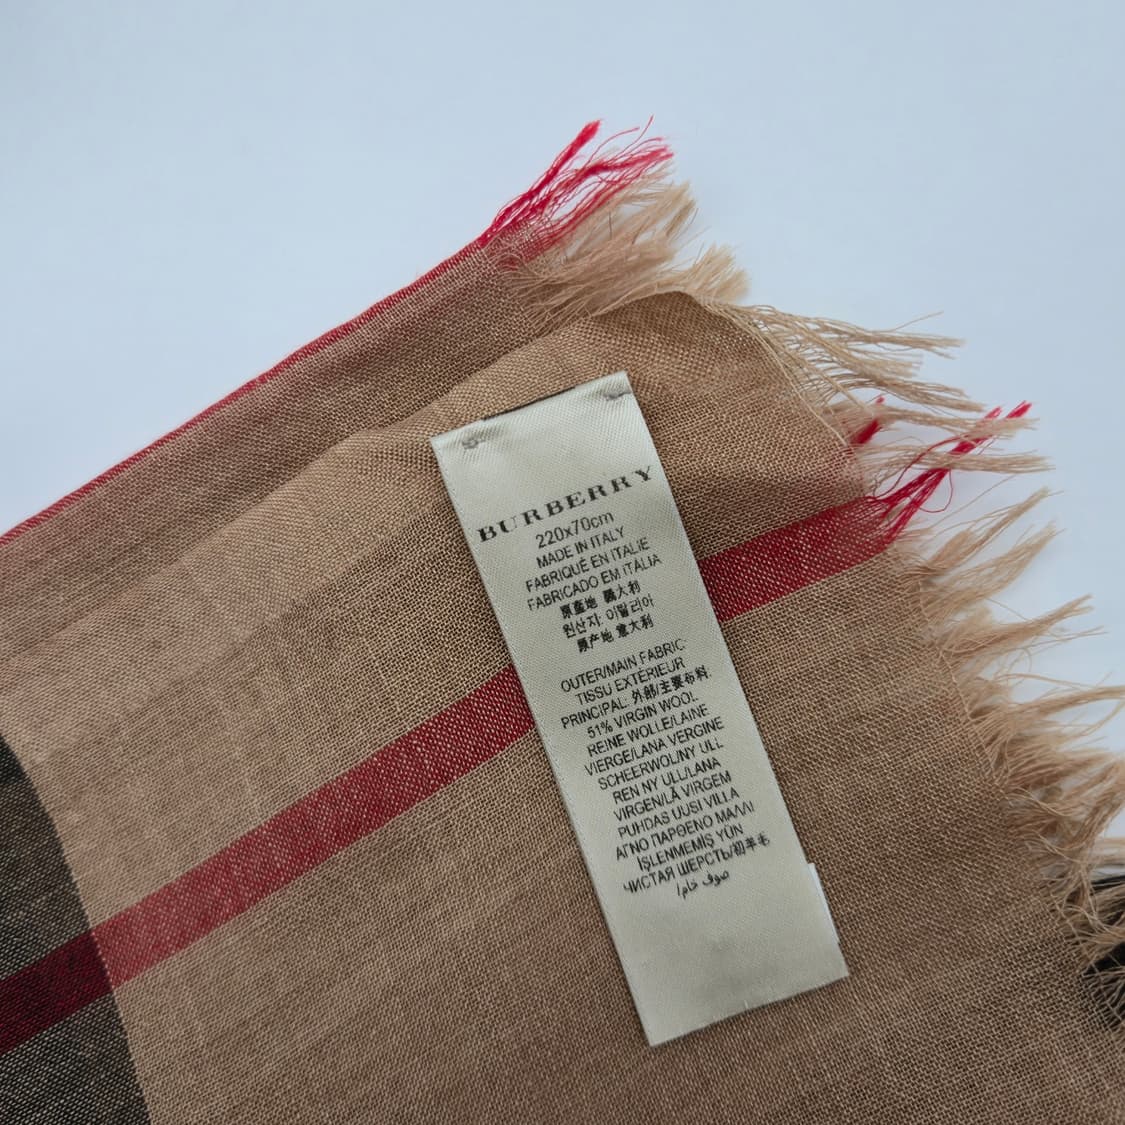 BURBERRY
220x70cm
MADE IN ITALY
FABRIQUÉ EN ITALIE
FABRICADO EM ITÁLIA
原產地 義大利
원산지: 이탈리아
原产地 意大利
OUTER/MAIN FABRIC:
TISSU EXTÉRIEUR
PRINCIPAL: 外部/主要布料:
51% VIRGIN WOOL
REINE WOLLE/LAINE
VIERGE/LANA VERGINE
SCHEERWOL/NY ULL
REN NY ULL/LANA
VIRGEN/LÃ VIRGEM
PUHDAS UUSI VILLA
ΑΓΝΟ ΠΑΡΘΕΝΟ ΜΑΛΛΙ
İŞLENMEMİŞ YÜN
ЧИСТАЯ ШЕРСТЬ/初羊毛
/صوف خام